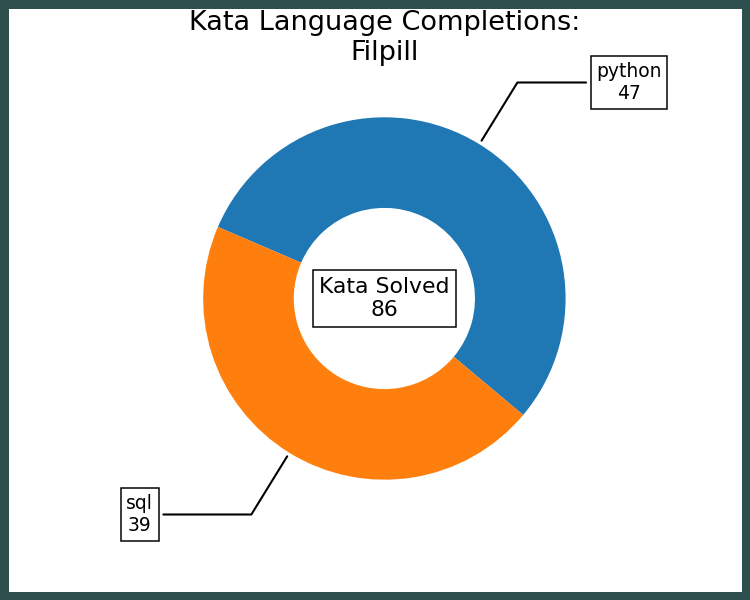 Kata Language Completions:
Filpill
python
47
Kata Solved
86
sql
39